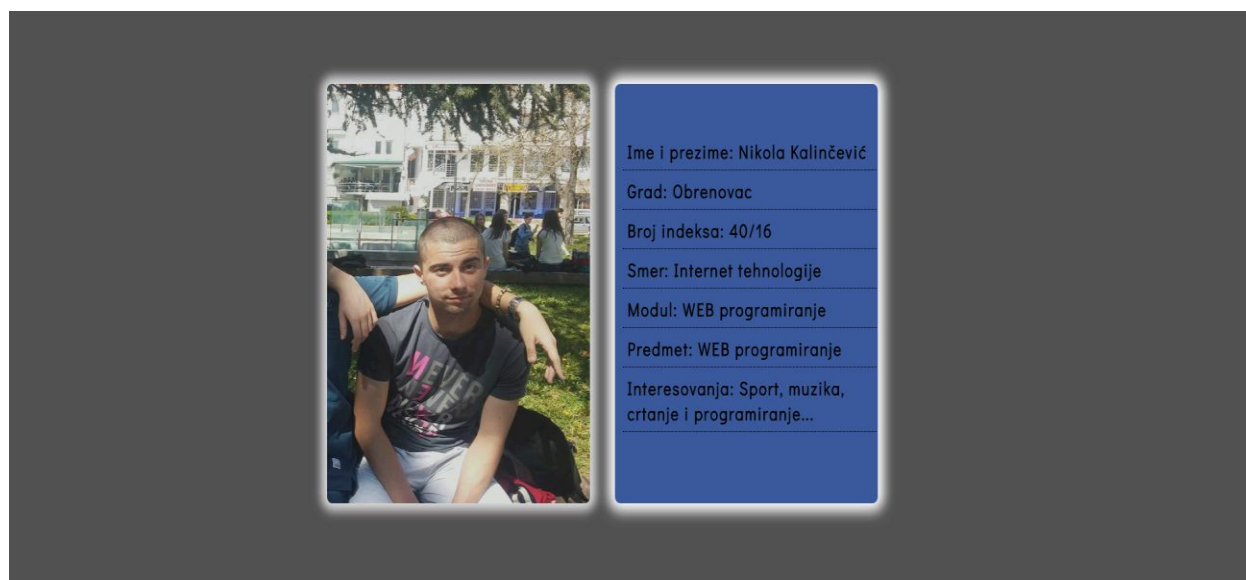 Ime i prezime: Nikola Kalinčević
Grad: Obrenovac
Broj indeksa: 40/16
Smer: Internet tehnologije
Modul: WEB programiranje
Predmet: WEB programiranje
Interesovanja: Sport, muzika,
crtanje i programiranje...